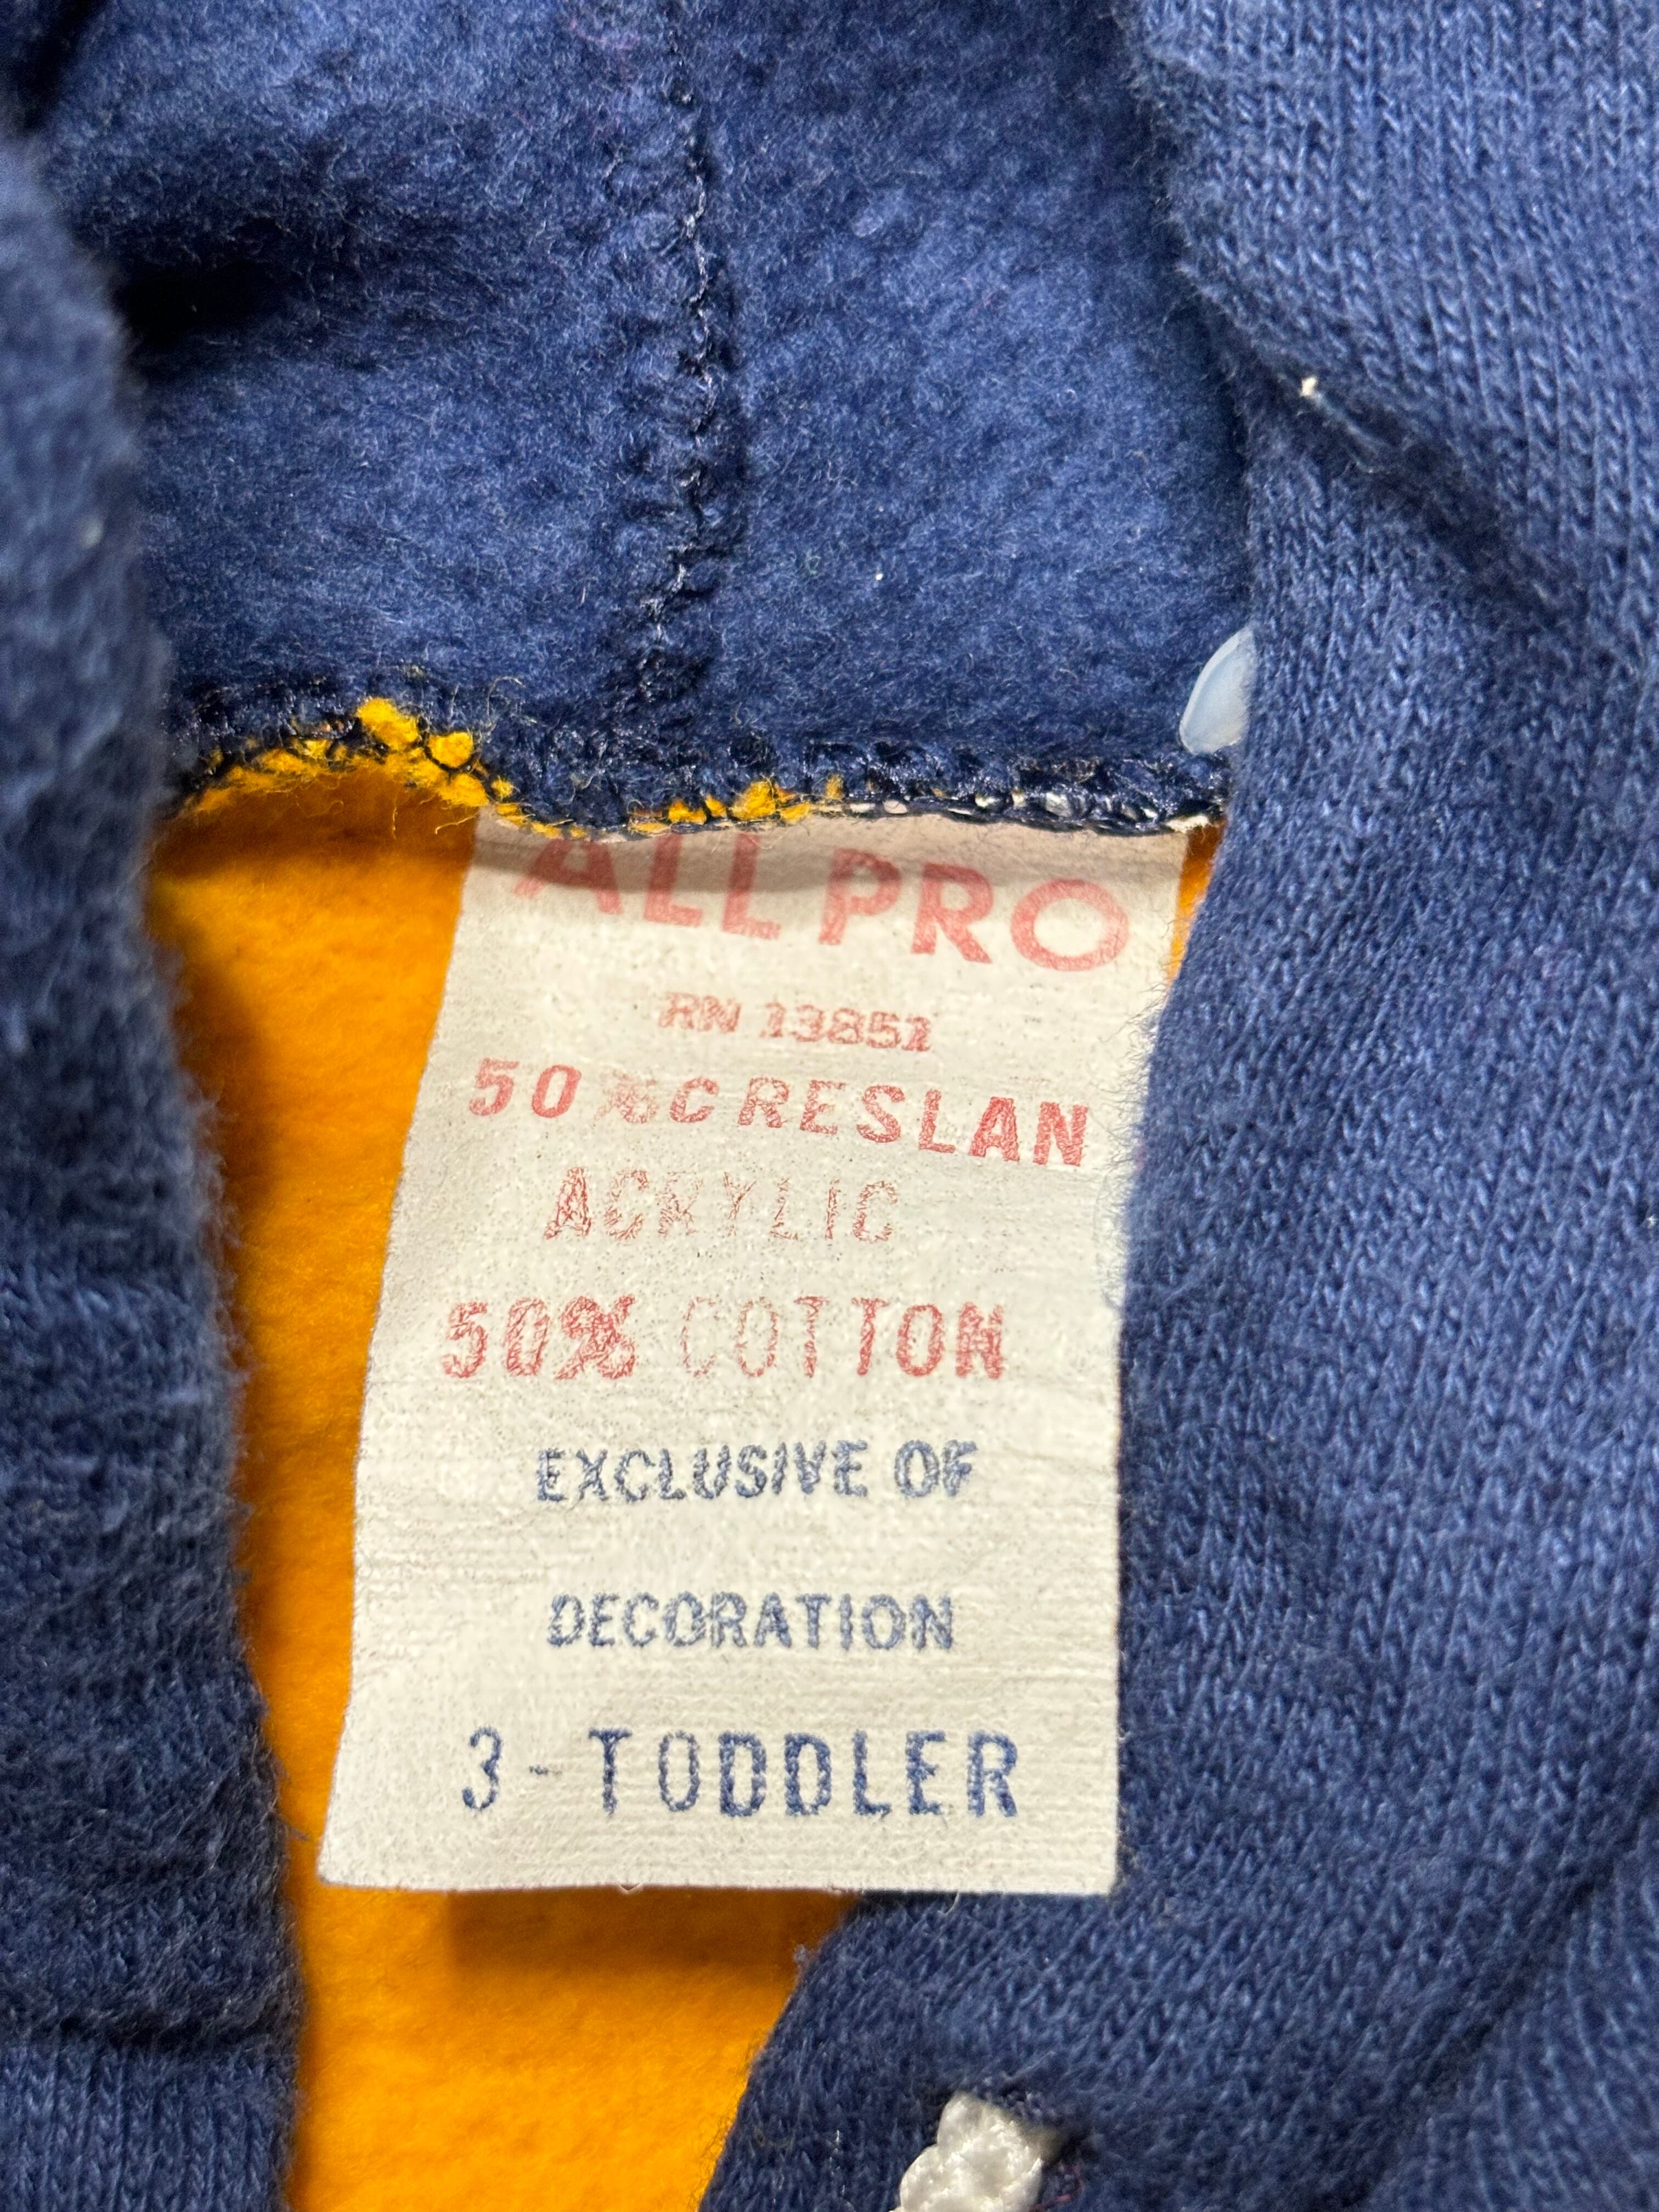 ALL PRO
RN 13851
50%CRESLAN
ACRYLIC
50% COTTON
EXCLUSIVE OF
DECORATION
3-TODDLER